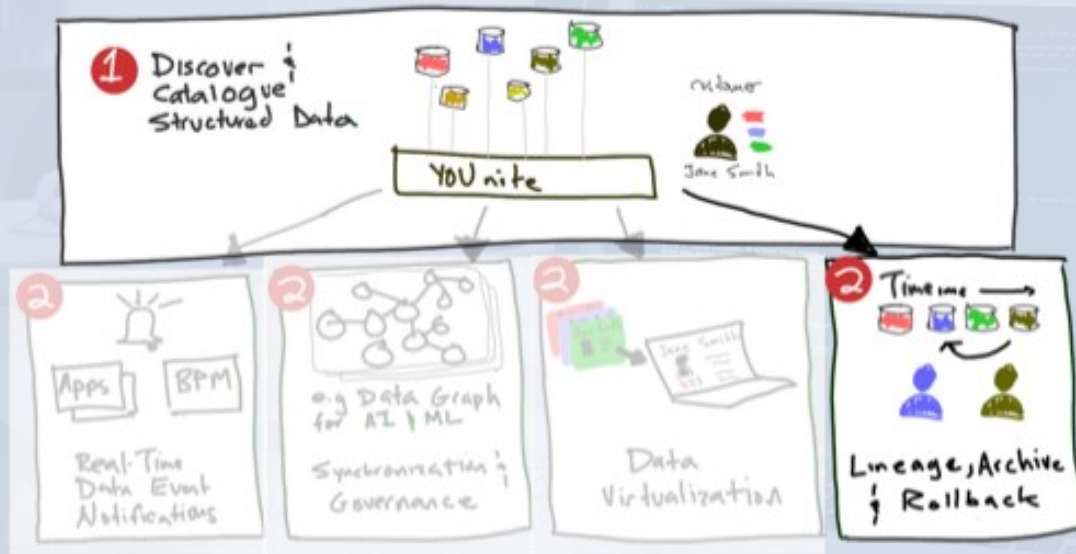 1 Discover &
Catalogue
Structured Data
customer
Jane Smith
YOUnite
2
Apps
BPM
Real-Time
Data Event
Notifications
2
e.g Data Graph
for AI & ML
Synchronization &
Governance
2
Jane Smith
Data
Virtualization
2 Timeline
Lineage, Archive
& Rollback